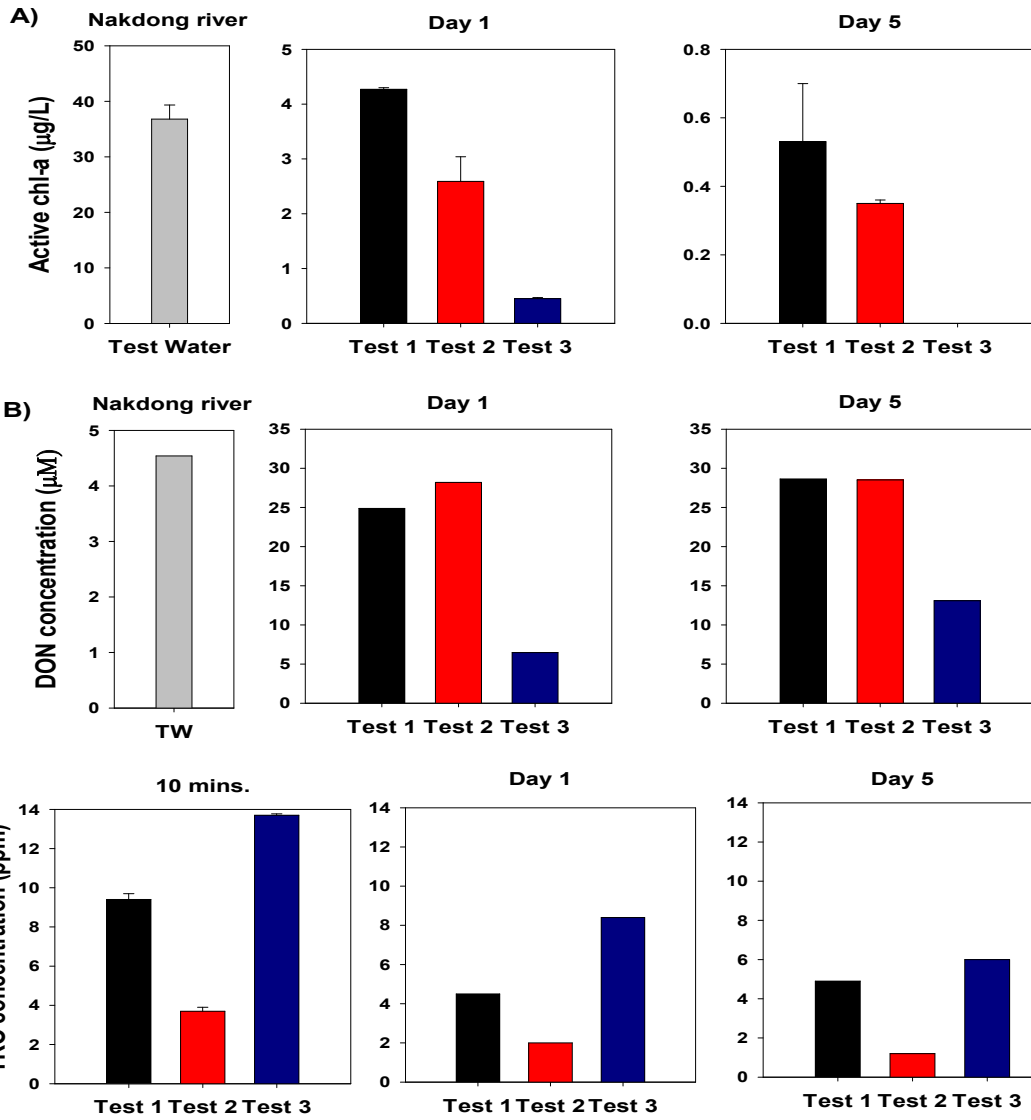 A)
Nakdong river
Day 1
Day 5
Active chl-a (μg/L)
50
40
30
20
10
0
Test Water
5
4
3
2
1
0
Test 1 Test 2 Test 3
0.8
0.6
0.4
0.2
0.0
Test 1 Test 2 Test 3
B)
Nakdong river
Day 1
Day 5
DON concentration (μM)
5
4
3
2
1
0
TW
35
30
25
20
15
10
5
0
Test 1 Test 2 Test 3
35
30
25
20
15
10
5
0
Test 1 Test 2 Test 3
10 mins.
Day 1
Day 5
concentration (ppm)
14
12
10
8
6
4
2
0
Test 1 Test 2 Test 3
14
12
10
8
6
4
2
0
Test 1 Test 2 Test 3
14
12
10
8
6
4
2
0
Test 1 Test 2 Test 3